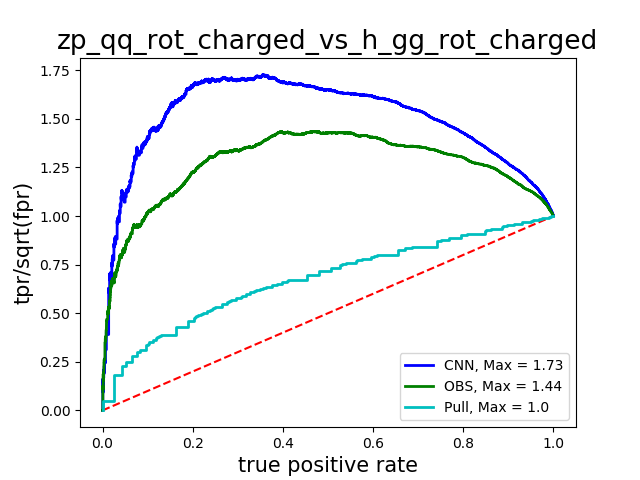 zp_qq_rot_charged_vs_h_gg_rot_charged
tpr/sqrt(fpr)
1.75
1.50
1.25
1.00
0.75
0.50
0.25
0.00
CNN, Max = 1.73
OBS, Max = 1.44
Pull, Max = 1.0
0.0 0.2 0.4 0.6 0.8 1.0
true positive rate